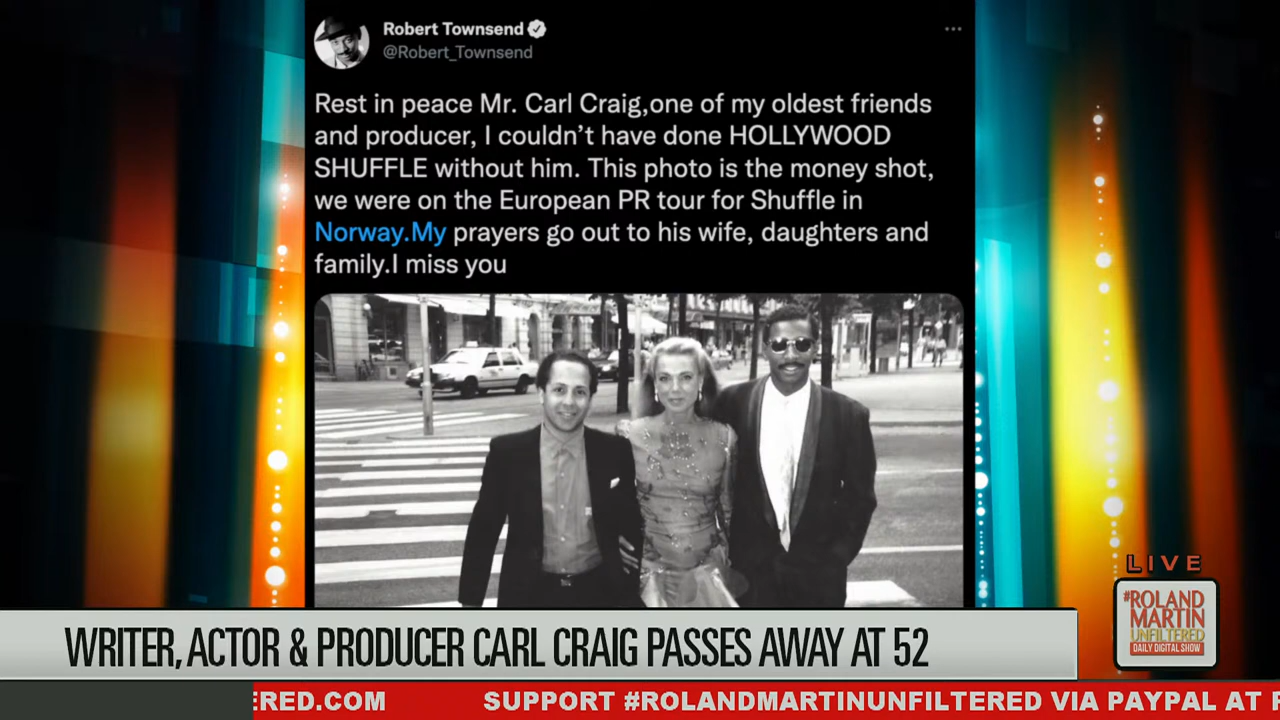 Robert Townsend
@Robert_Townsend
Rest in peace Mr. Carl Craig,one of my oldest friends
and producer, I couldn't have done HOLLYWOOD
SHUFFLE without him. This photo is the money shot,
we were on the European PR tour for Shuffle in
Norway.My prayers go out to his wife, daughters and
family.I miss you
LIVE
#ROLAND
MARTIN
UNFILTERED
DAILY DIGITAL SHOW
WRITER, ACTOR & PRODUCER CARL CRAIG PASSES AWAY AT 52
ERED.COM SUPPORT #ROLANDMARTINUNFILTERED VIA PAYPAL AT